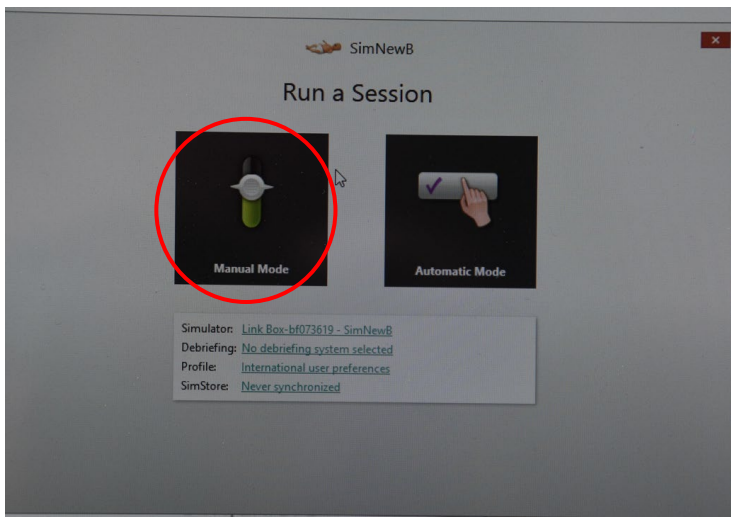 SimNewB
Run a Session
Manual Mode
Automatic Mode
Simulator: Link Box-bf073619 - SimNewB
Debriefing: No debriefing system selected
Profile: International user preferences
SimStore: Never synchronized